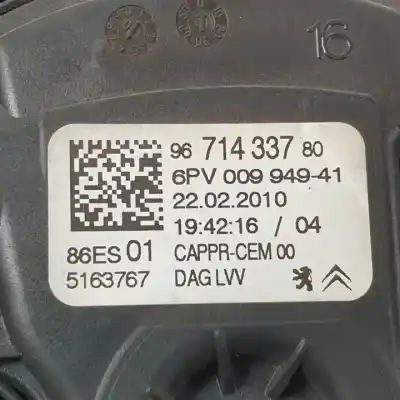 16
96 714 337 80
6PV 009 949-41
22.02.2010
19:42:16 / 04
86ES 01 CAPPR-CEM 00
5163767 DAG LVV